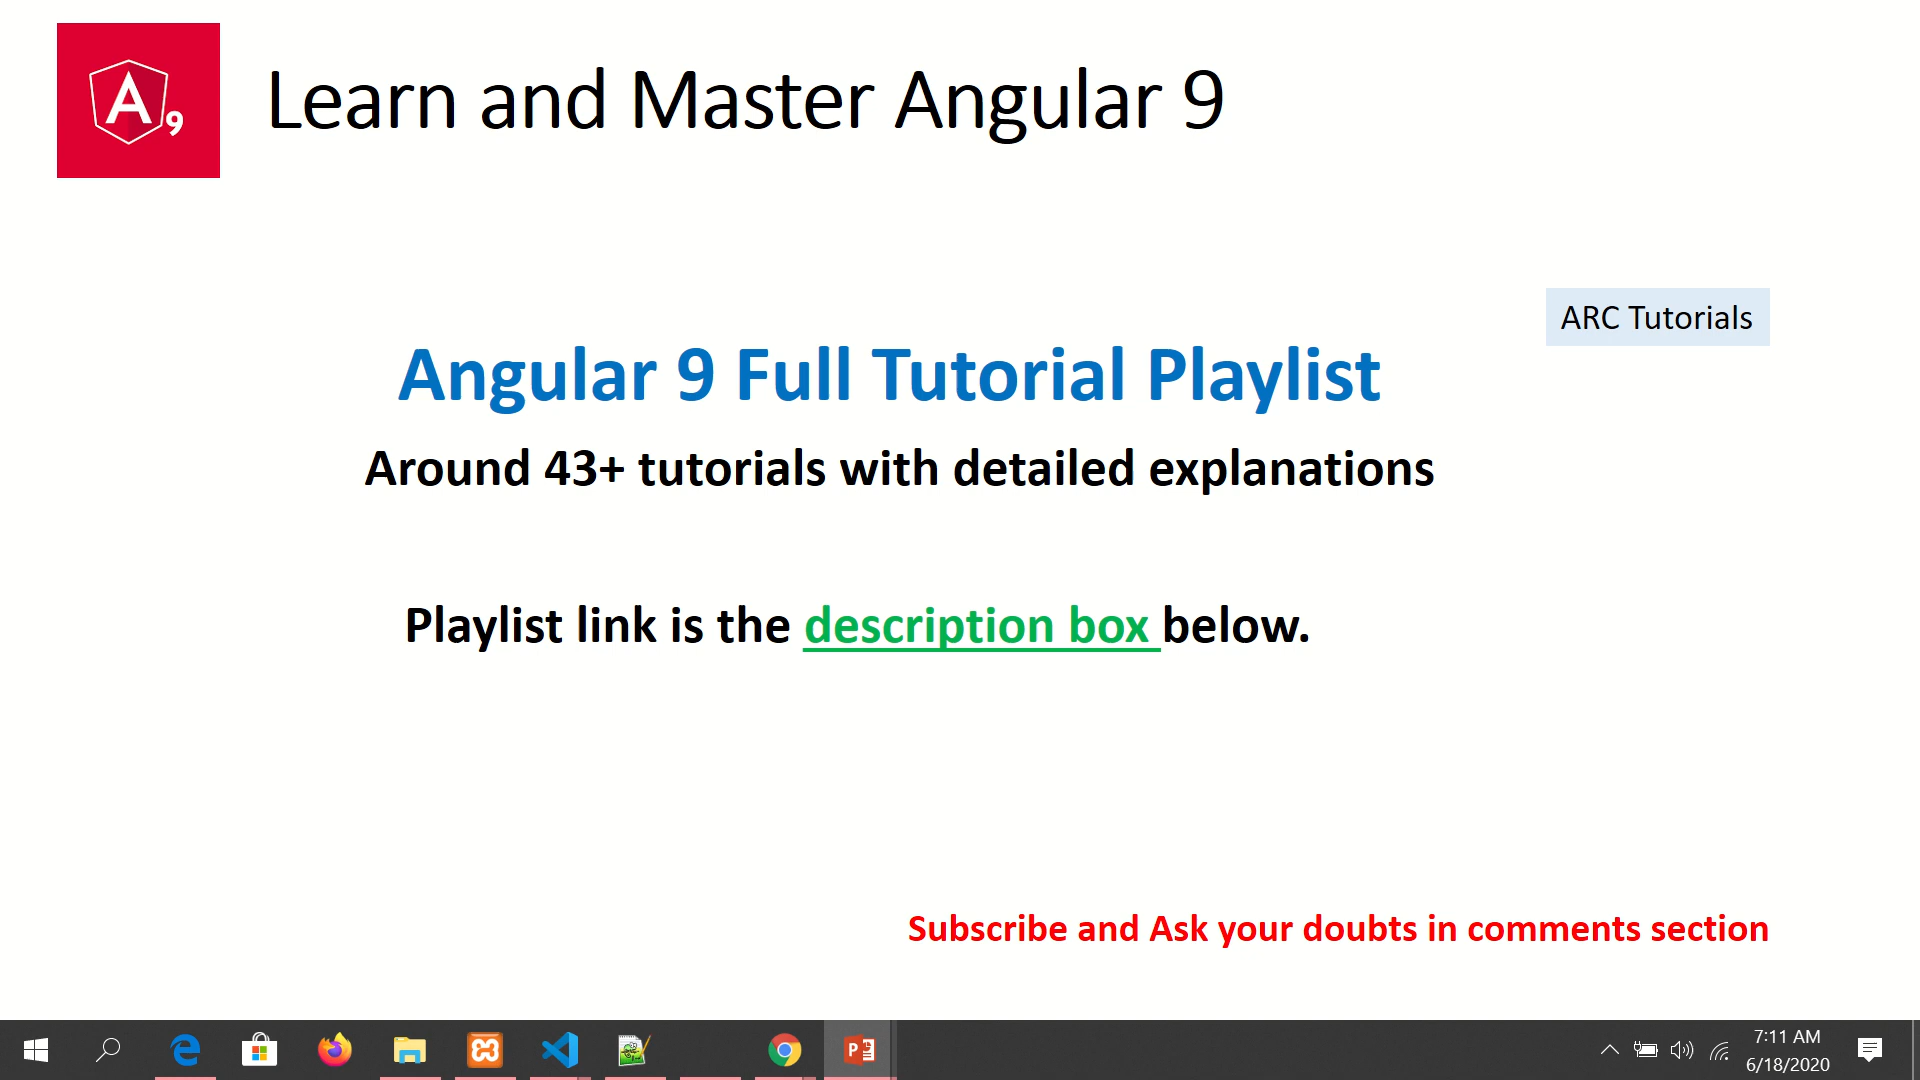 A9
Learn and Master Angular 9
ARC Tutorials
Angular 9 Full Tutorial Playlist
Around 43+ tutorials with detailed explanations
Playlist link is the description box below.
Subscribe and Ask your doubts in comments section
7:11 AM
6/18/2020